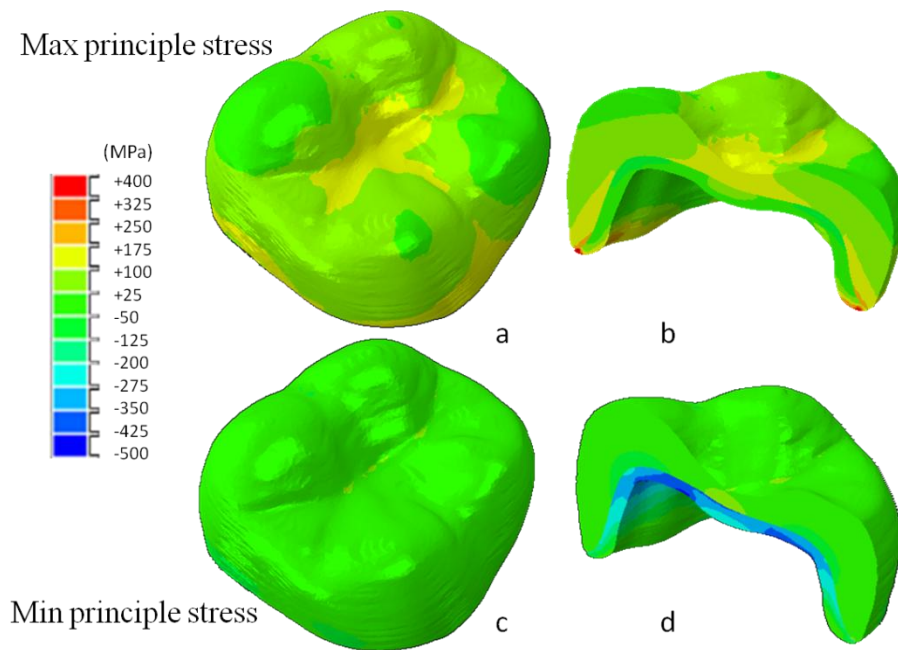 Max principle stress
(MPa)
+400
+325
+250
+175
+100
+25
-50
-125
-200
-275
-350
-425
-500
a
b
Min principle stress
c
d